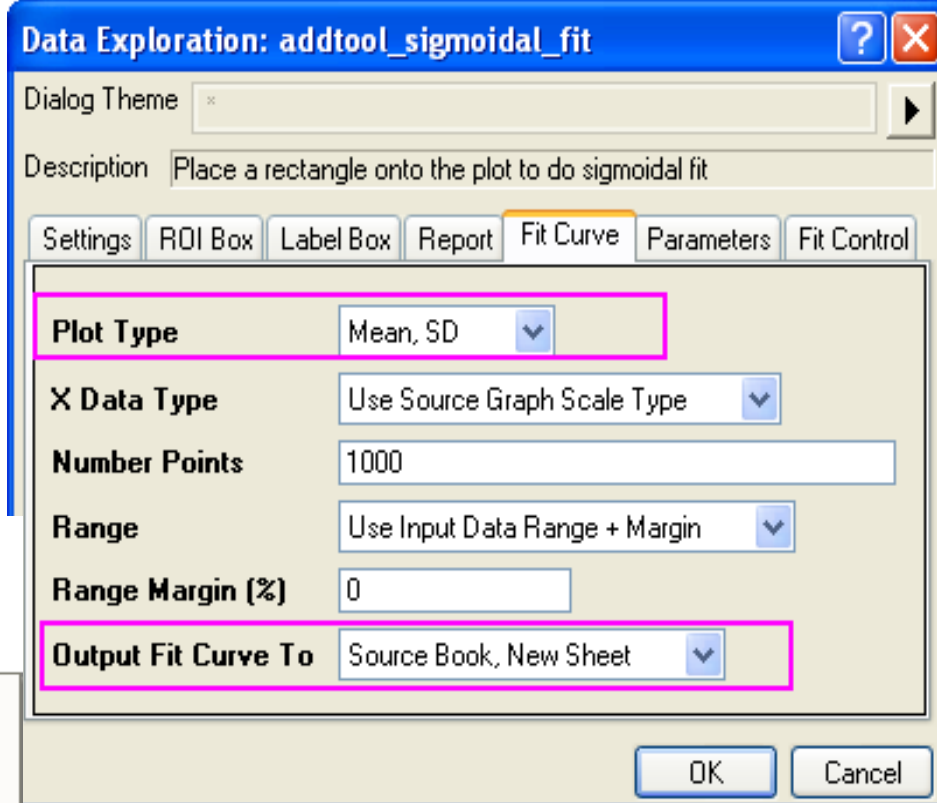 Data Exploration: addtool_sigmoidal_fit
Dialog Theme *
Description Place a rectangle onto the plot to do sigmoidal fit
Settings ROI Box Label Box Report Fit Curve Parameters Fit Control
Plot Type Mean, SD
X Data Type Use Source Graph Scale Type
Number Points 1000
Range Use Input Data Range + Margin
Range Margin (%) 0
Output Fit Curve To Source Book, New Sheet
OK Cancel